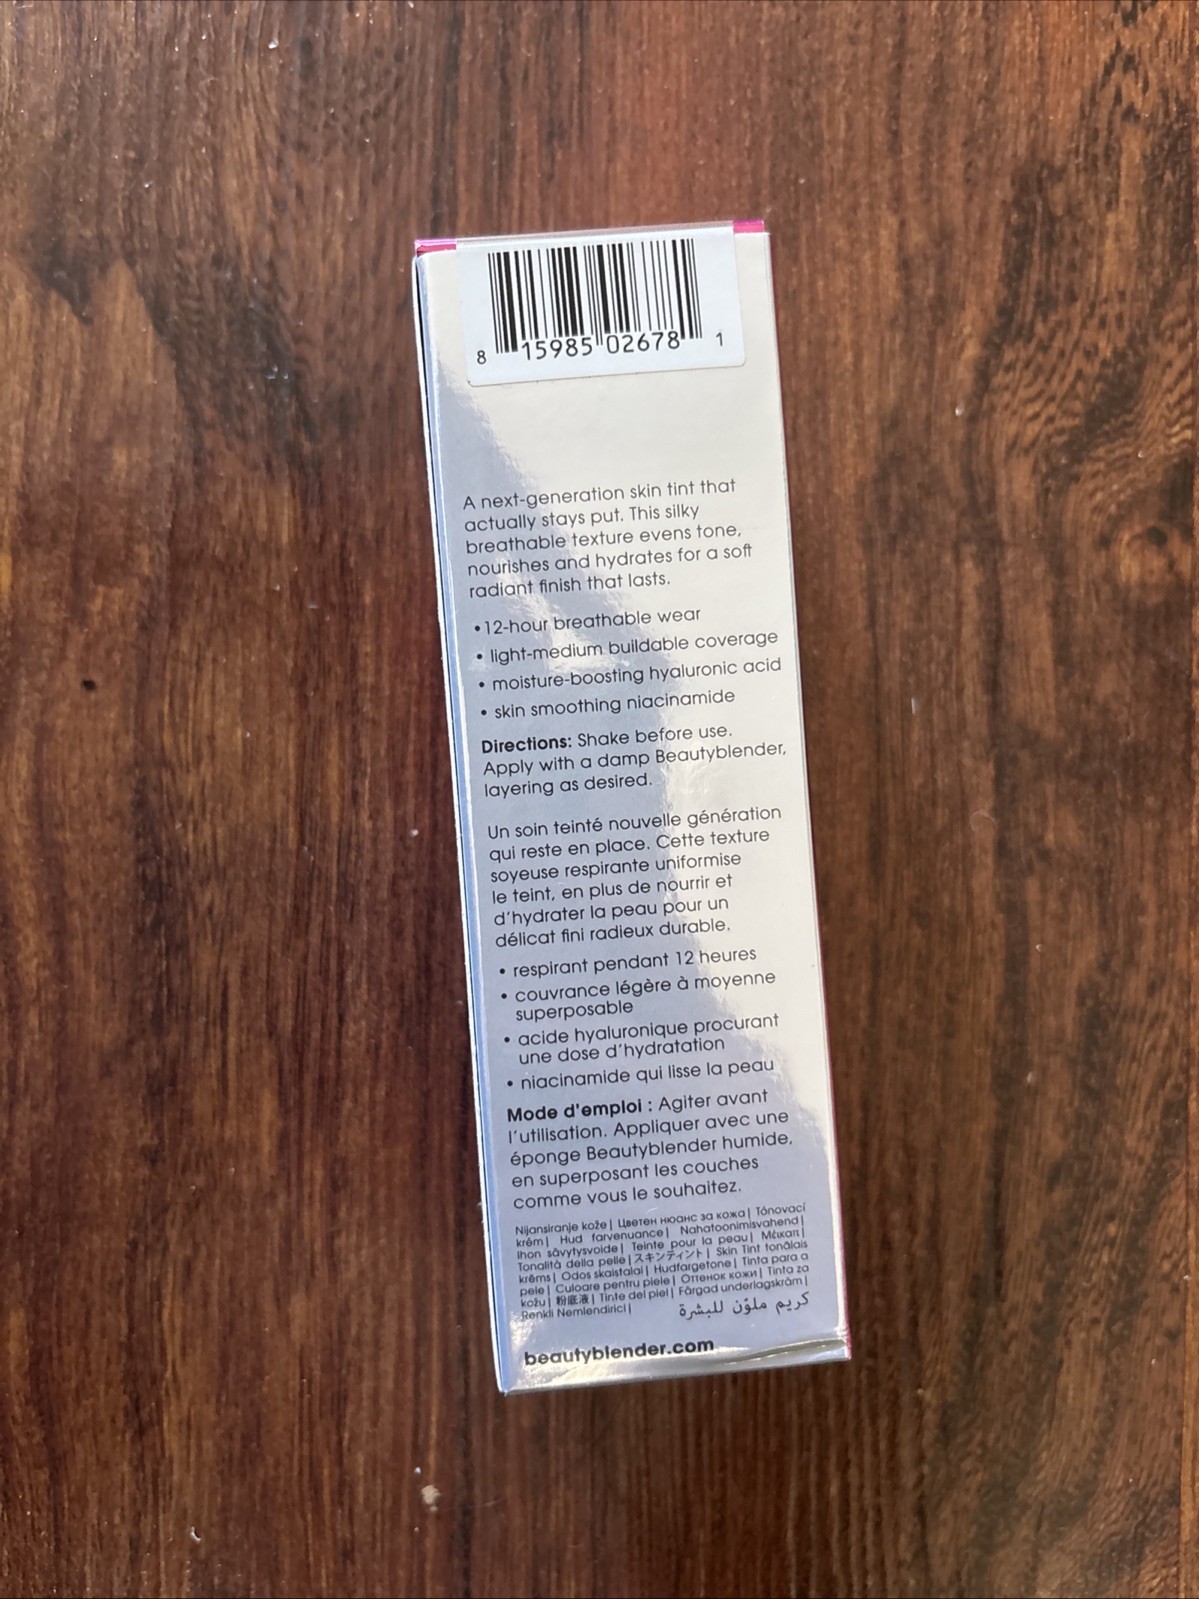 8 15985 02678 1
A next-generation skin tint that
actually stays put. This silky
breathable texture evens tone,
nourishes and hydrates for a soft
radiant finish that lasts.
•12-hour breathable wear
• light-medium buildable coverage
• moisture-boosting hyaluronic acid
• skin smoothing niacinamide
Directions: Shake before use.
Apply with a damp Beautyblender,
layering as desired.
Un soin teinté nouvelle génération
qui reste en place. Cette texture
soyeuse respirante uniformise
le teint, en plus de nourrir et
d'hydrater la peau pour un
délicat fini radieux durable.
• respirant pendant 12 heures
• couvrance légère à moyenne
superposable
• acide hyaluronique procurant
une dose d'hydratation
• niacinamide qui lisse la peau
Mode d'emploi : Agiter avant
l'utilisation. Appliquer avec une
éponge Beautyblender humide,
en superposant les couches
comme vous le souhaitez.
Nijansiranje kože| Цветен нюанс за кожа| Tónovací
krém| Hud farvenuance| Nahatoonimisvahend|
Ihon sävytysvoide| Teinte pour la peau| Μέικαπ|
Tonalità della pelle|スキンティント| Skin Tint tonālais
krēms| Odos skaistalai| Hudfargetone| Tinta para a
pele| Culoare pentru piele| Оттенок кожи| Tinta za
kožu| 粉底液| Tinte del piel| Färgad underlagskräm|
Renkli Nemlendirici| كريم ملوّن للبشرة
beautyblender.com